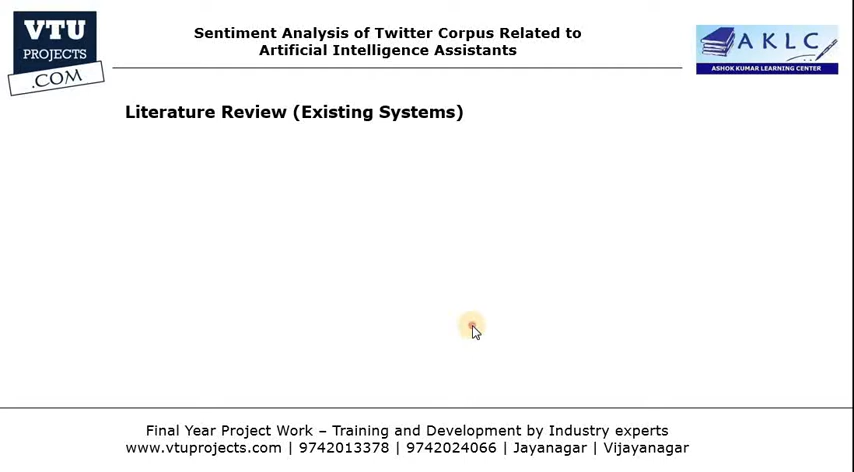 VTU
PROJECTS
.COM
Sentiment Analysis of Twitter Corpus Related to
Artificial Intelligence Assistants
AKLC
ASHOK KUMAR LEARNING CENTER
Literature Review (Existing Systems)
Final Year Project Work – Training and Development by Industry experts
www.vtuprojects.com | 9742013378 | 9742024066 | Jayanagar | Vijayanagar